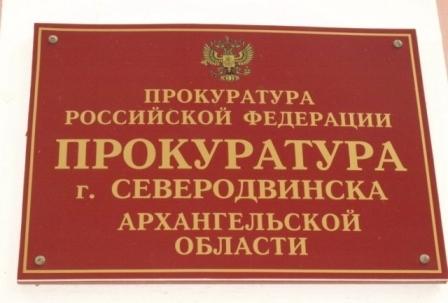 ПРОКУРАТУРА
РОССИЙСКОЙ ФЕДЕРАЦИИ
ПРОКУРАТУРА
г. СЕВЕРОДВИНСКА
АРХАНГЕЛЬСКОЙ
ОБЛАСТИ